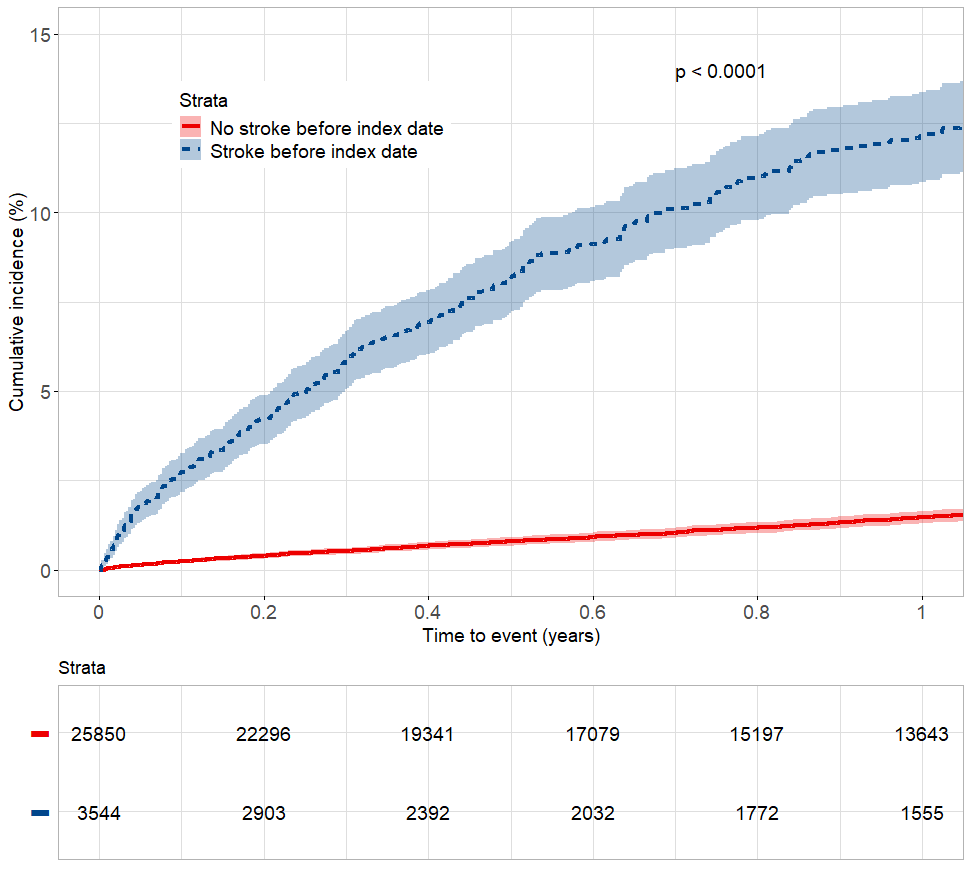 15
p < 0.0001
Strata
No stroke before index date
Stroke before index date
10
Cumulative incidence (%)
5
0
0 0.2 0.4 0.6 0.8 1
Time to event (years)
Strata
25850 22296 19341 17079 15197 13643
3544 2903 2392 2032 1772 1555